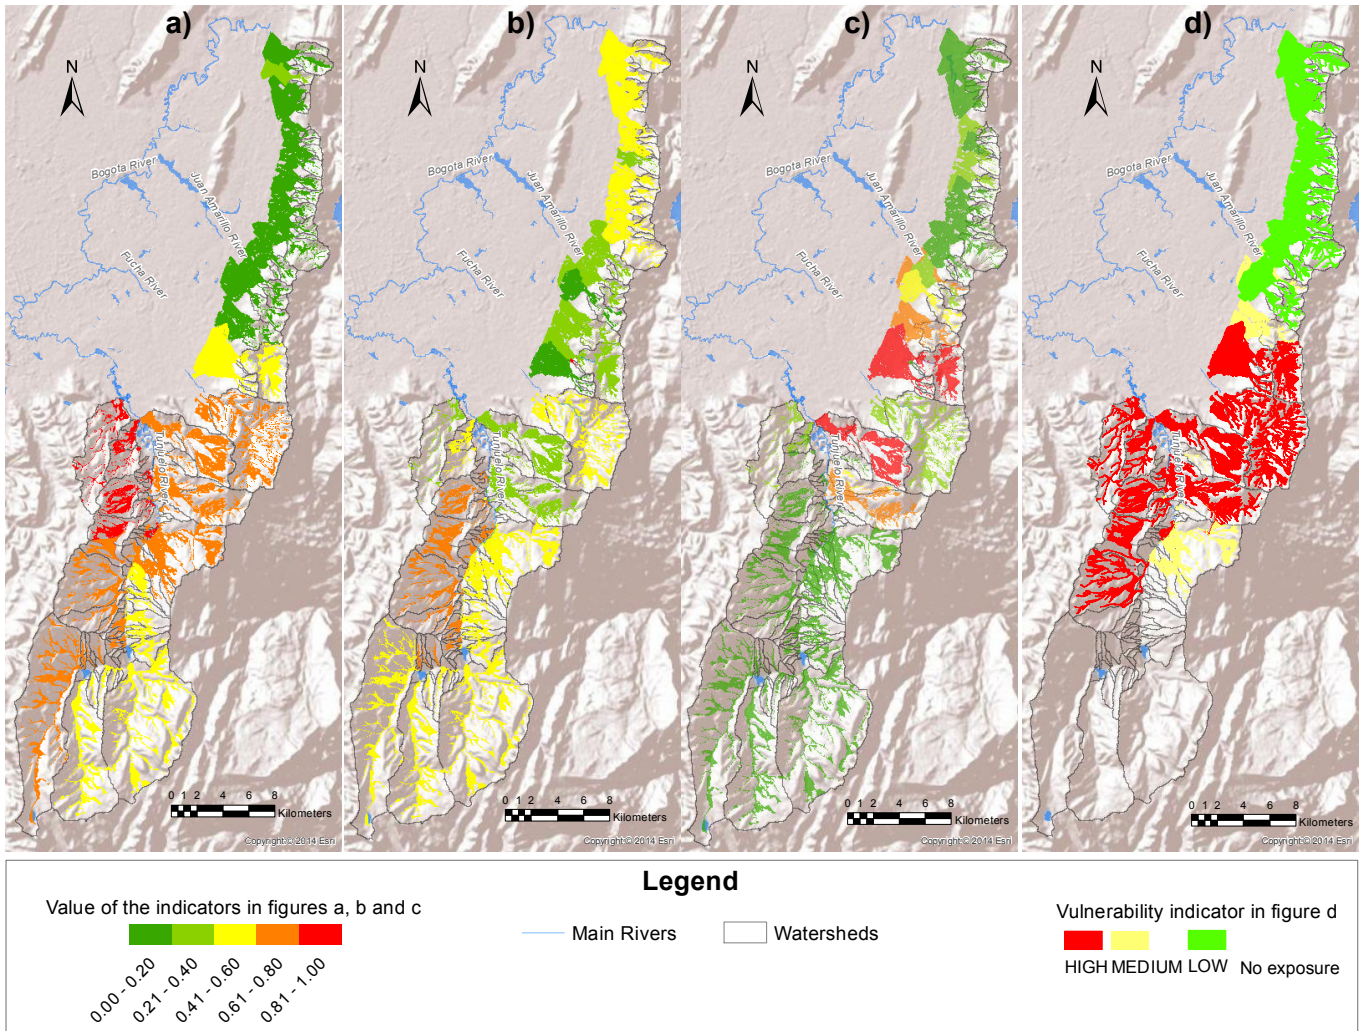 a)
N
Bogota River
Juan Amarillo River
Fucha River
Tunjuelo River
0 1 2 4 6 8
Kilometers
Copyright:© 2014 Esri
b)
N
Bogota River
Juan Amarillo River
Fucha River
Tunjuelo River
0 1 2 4 6 8
Kilometers
Copyright:© 2014 Esri
c)
N
Bogota River
Juan Amarillo River
Fucha River
Tunjuelo River
0 1 2 4 6 8
Kilometers
Copyright:© 2014 Esri
d)
N
Bogota River
Juan Amarillo River
Fucha River
Tunjuelo River
0 1 2 4 6 8
Kilometers
Copyright:© 2014 Esri
Legend
Value of the indicators in figures a, b and c
0.00 - 0.20
0.21 - 0.40
0.41 - 0.60
0.61 - 0.80
0.81 - 1.00
Main Rivers
Watersheds
Vulnerability indicator in figure d
HIGH MEDIUM LOW No exposure